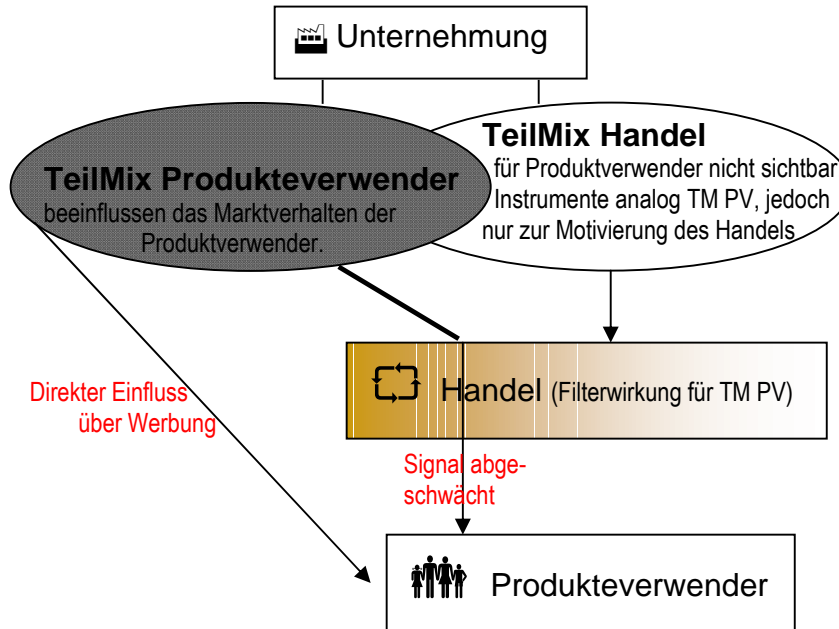 Unternehmung
TeilMix Produkteverwender
beeinflussen das Marktverhalten der
Produktverwender.
TeilMix Handel
für Produktverwender nicht sichtbar
Instrumente analog TM PV, jedoch
nur zur Motivierung des Handels
Direkter Einfluss
über Werbung
Handel (Filterwirkung für TM PV)
Signal abge-
schwächt
Produkteverwender